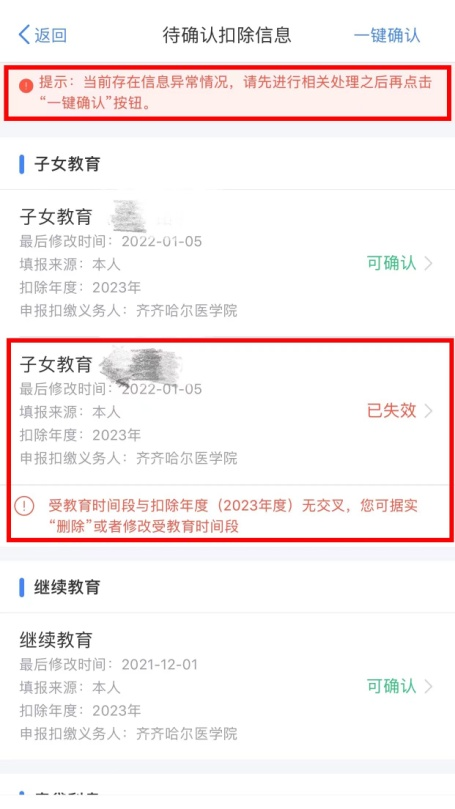 返回
待确认扣除信息
一键确认
提示：当前存在信息异常情况，请先进行相关处理之后再点击
“一键确认”按钮。
子女教育
子女教育
最后修改时间：2022-01-05
填报来源：本人
可确认
扣除年度：2023年
申报扣缴义务人：齐齐哈尔医学院
子女教育
最后修改时间：2022-01-05
填报来源：本人
已失效
扣除年度：2023年
申报扣缴义务人：齐齐哈尔医学院
受教育时间段与扣除年度（2023年度）无交叉，您可据实
“删除”或者修改受教育时间段
继续教育
继续教育
最后修改时间：2021-12-01
填报来源：本人
可确认
扣除年度：2023年
申报扣缴义务人：齐齐哈尔医学院